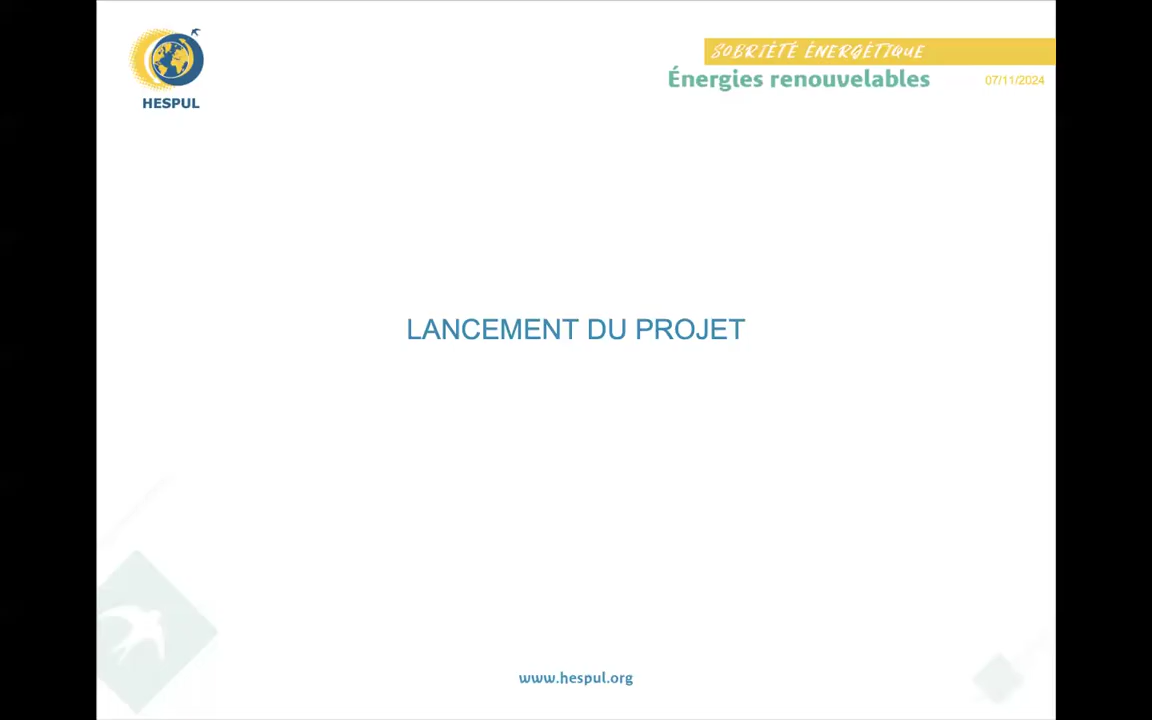 HESPUL
SOBRIÉTÉ ÉNERGÉTIQUE
Énergies renouvelables
07/11/2024
LANCEMENT DU PROJET
www.hespul.org